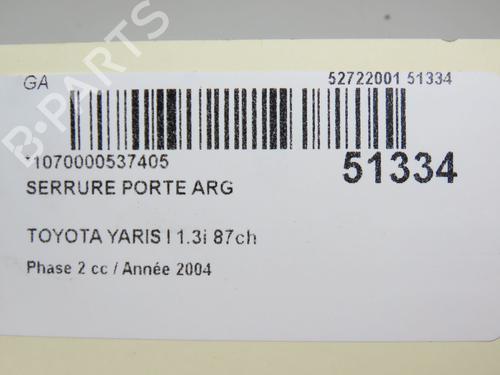 GA
52722001 51334
*1070000537405
51334
SERRURE PORTE ARG
TOYOTA YARIS I 1.3i 87ch
Phase 2 cc / Année 2004
B-PARTS